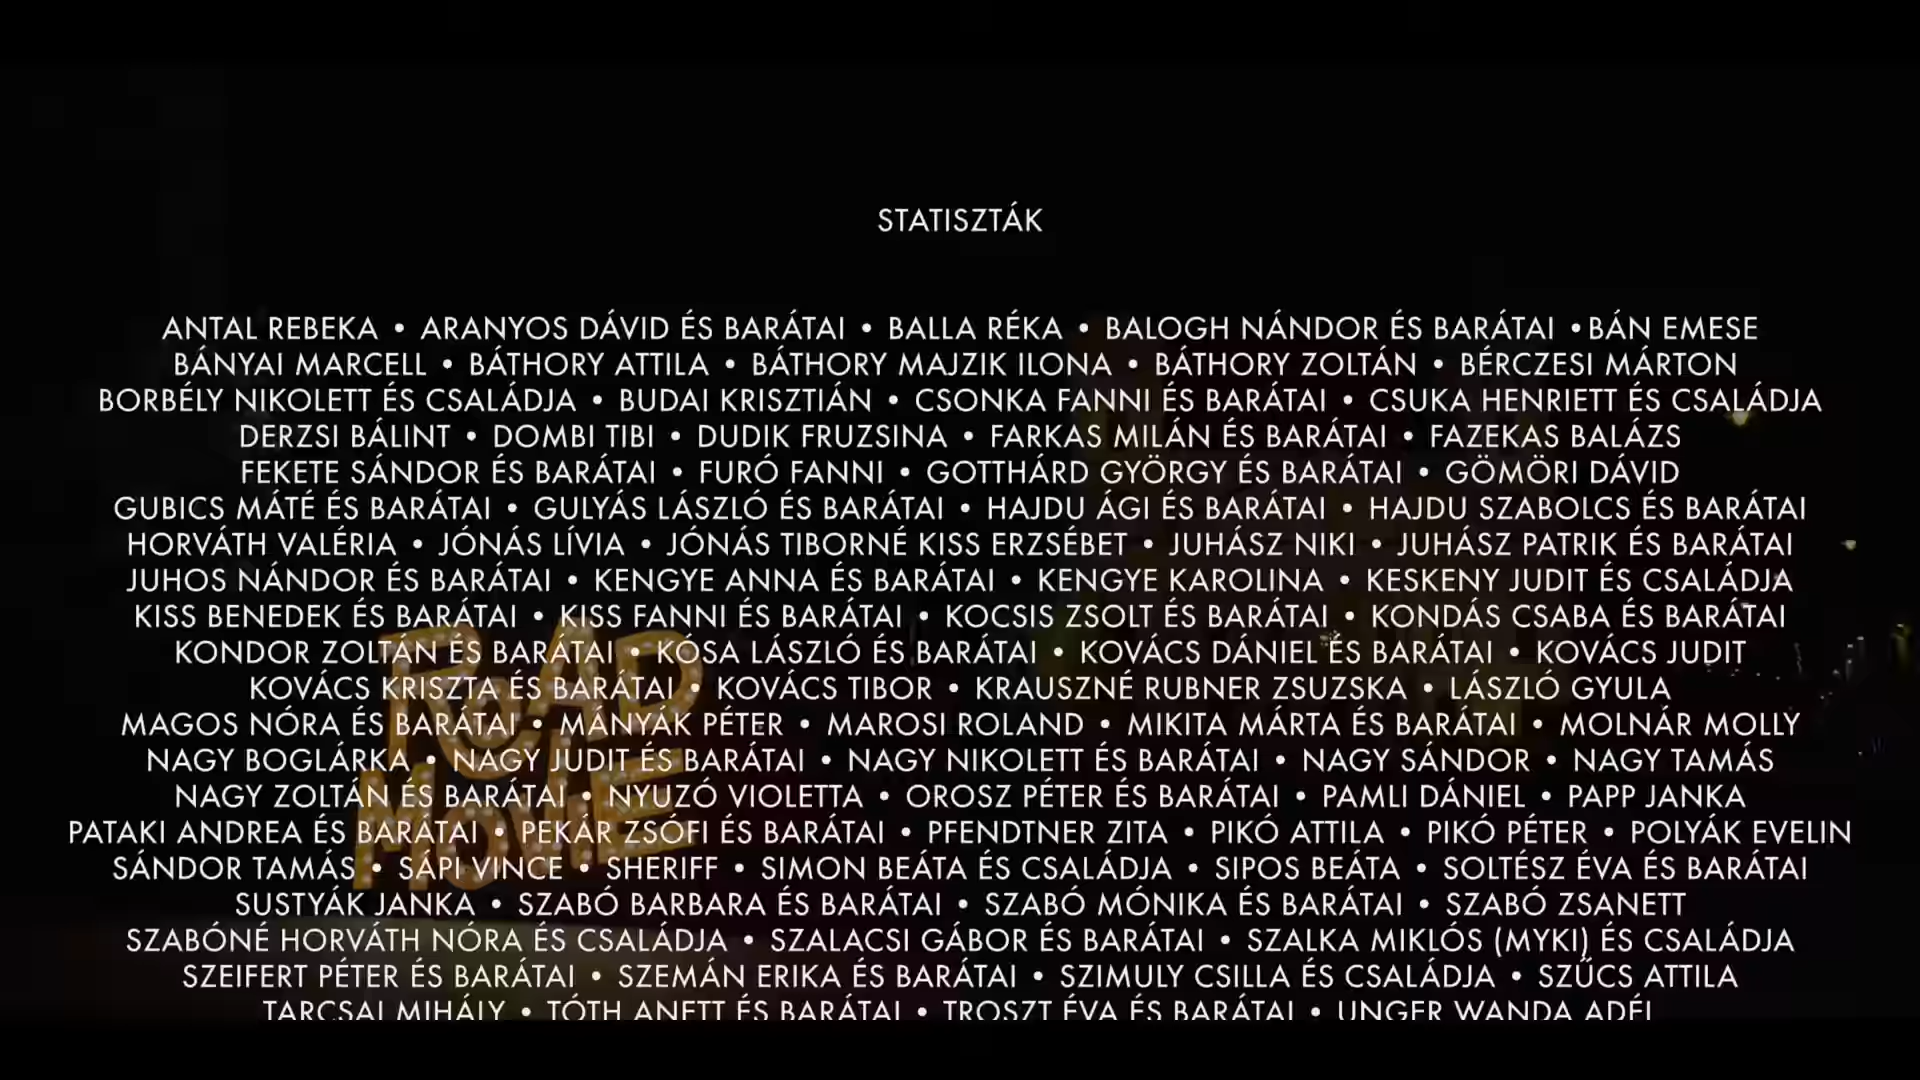 STATISZTÁK
ANTAL REBEKA • ARANYOS DÁVID ÉS BARÁTAI • BALLA RÉKA • BALOGH NÁNDOR ÉS BARÁTAI •BÁN EMESE
BÁNYAI MARCELL • BÁTHORY ATTILA • BÁTHORY MAJZIK ILONA • BÁTHORY ZOLTÁN • BÉRCZESI MÁRTON
BORBÉLY NIKOLETT ÉS CSALÁDJA • BUDAI KRISZTIÁN • CSONKA FANNI ÉS BARÁTAI • CSUKA HENRIETT ÉS CSALÁDJA
DERZSI BÁLINT • DOMBI TIBI • DUDIK FRUZSINA • FARKAS MILÁN ÉS BARÁTAI • FAZEKAS BALÁZS
FEKETE SÁNDOR ÉS BARÁTAI • FURÓ FANNI • GOTTHÁRD GYÖRGY ÉS BARÁTAI • GÖMÖRI DÁVID
GUBICS MÁTÉ ÉS BARÁTAI • GULYÁS LÁSZLÓ ÉS BARÁTAI • HAJDU ÁGI ÉS BARÁTAI • HAJDU SZABOLCS ÉS BARÁTAI
HORVÁTH VALÉRIA • JÓNÁS LÍVIA • JÓNÁS TIBORNÉ KISS ERZSÉBET • JUHÁSZ NIKI • JUHÁSZ PATRIK ÉS BARÁTAI
JUHOS NÁNDOR ÉS BARÁTAI • KENGYE ANNA ÉS BARÁTAI • KENGYE KAROLINA • KESKENY JUDIT ÉS CSALÁDJA
KISS BENEDEK ÉS BARÁTAI • KISS FANNI ÉS BARÁTAI • KOCSIS ZSOLT ÉS BARÁTAI • KONDÁS CSABA ÉS BARÁTAI
KONDOR ZOLTÁN ÉS BARÁTAI • KÓSA LÁSZLÓ ÉS BARÁTAI • KOVÁCS DÁNIEL ÉS BARÁTAI • KOVÁCS JUDIT
KOVÁCS KRISZTA ÉS BARÁTAI • KOVÁCS TIBOR • KRAUSZNÉ RUBNER ZSUZSKA • LÁSZLÓ GYULA
MAGOS NÓRA ÉS BARÁTAI • MÁNYÁK PÉTER • MAROSI ROLAND • MIKITA MÁRTA ÉS BARÁTAI • MOLNÁR MOLLY
NAGY BOGLÁRKA • NAGY JUDIT ÉS BARÁTAI • NAGY NIKOLETT ÉS BARÁTAI • NAGY SÁNDOR • NAGY TAMÁS
NAGY ZOLTÁN ÉS BARÁTAI • NYUZÓ VIOLETTA • OROSZ PÉTER ÉS BARÁTAI • PAMLI DÁNIEL • PAPP JANKA
PATAKI ANDREA ÉS BARÁTAI • PEKÁR ZSÓFI ÉS BARÁTAI • PFENDTNER ZITA • PIKÓ ATTILA • PIKÓ PÉTER • POLYÁK EVELIN
SÁNDOR TAMÁS • SÁPI VINCE • SHERIFF • SIMON BEÁTA ÉS CSALÁDJA • SIPOS BEÁTA • SOLTÉSZ ÉVA ÉS BARÁTAI
SUSTYÁK JANKA • SZABÓ BARBARA ÉS BARÁTAI • SZABÓ MÓNIKA ÉS BARÁTAI • SZABÓ ZSANETT
SZABÓNÉ HORVÁTH NÓRA ÉS CSALÁDJA • SZALACSI GÁBOR ÉS BARÁTAI • SZALKA MIKLÓS (MYKI) ÉS CSALÁDJA
SZEIFERT PÉTER ÉS BARÁTAI • SZEMÁN ERIKA ÉS BARÁTAI • SZIMULY CSILLA ÉS CSALÁDJA • SZŰCS ATTILA
TARCSAI MIHÁLY • TÓTH ANETT ÉS BARÁTAI • TROSZT ÉVA ÉS BARÁTAI • UNGER WANDA ADÉL
ROAD
MOVIE